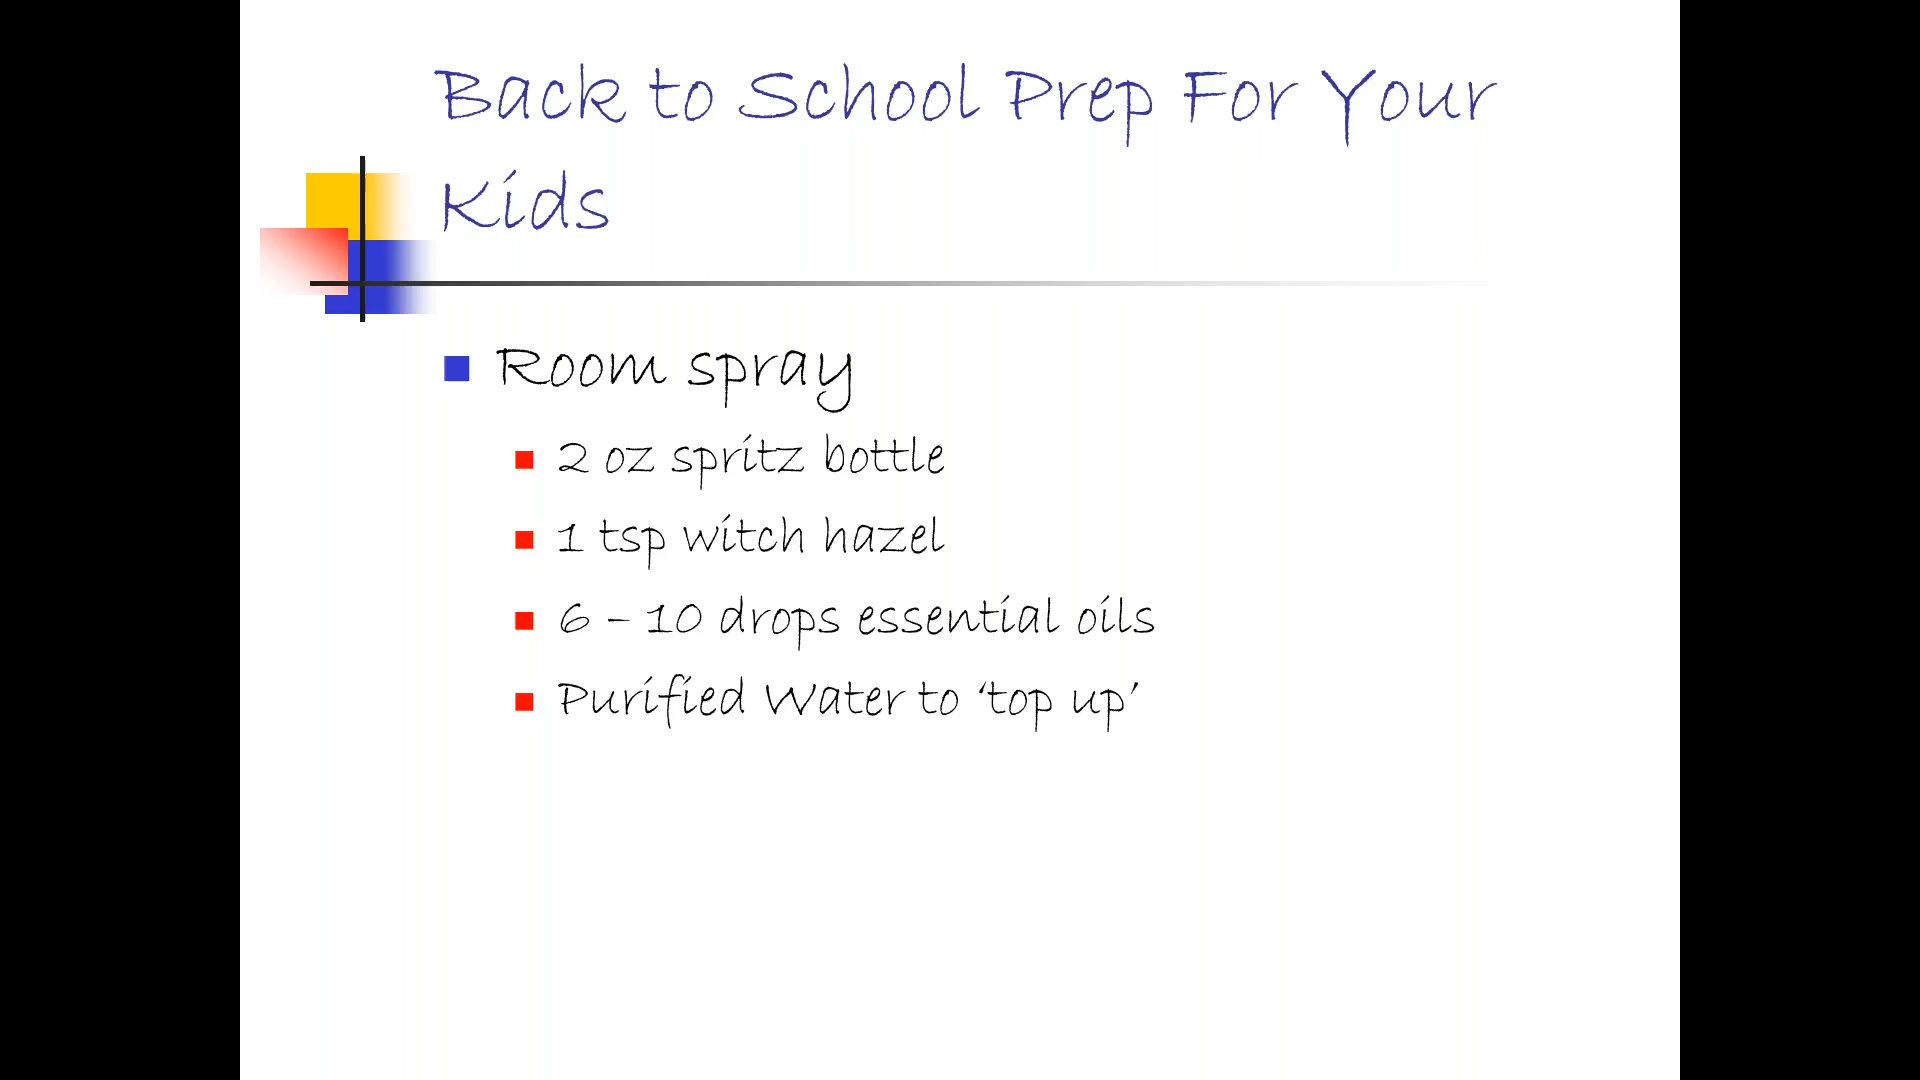 Back to School Prep For Your
Kids
Room spray
2 oz spritz bottle
1 tsp witch hazel
6 – 10 drops essential oils
Purified Water to ‘top up’